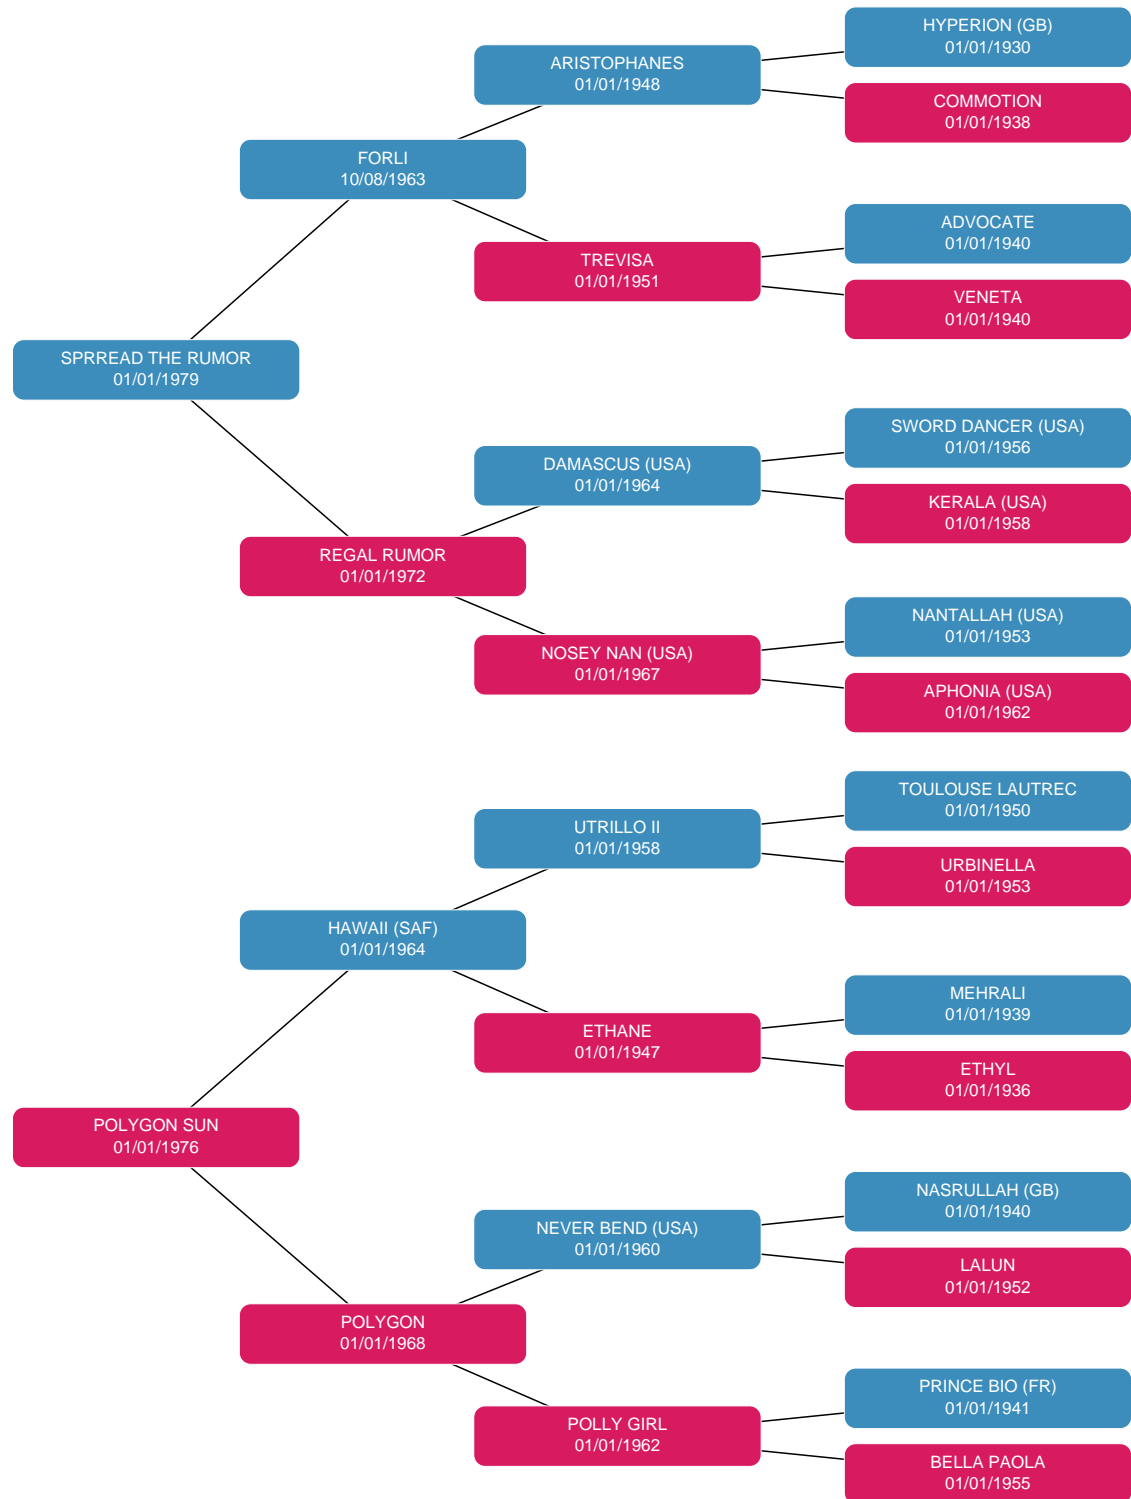 HYPERION (GB)
01/01/1930
ARISTOPHANES
01/01/1948
COMMOTION
01/01/1938
FORLI
10/08/1963
ADVOCATE
01/01/1940
TREVISA
01/01/1951
VENETA
01/01/1940
SPRREAD THE RUMOR
01/01/1979
SWORD DANCER (USA)
01/01/1956
DAMASCUS (USA)
01/01/1964
KERALA (USA)
01/01/1958
REGAL RUMOR
01/01/1972
NANTALLAH (USA)
01/01/1953
NOSEY NAN (USA)
01/01/1967
APHONIA (USA)
01/01/1962
TOULOUSE LAUTREC
01/01/1950
UTRILLO II
01/01/1958
URBINELLA
01/01/1953
HAWAII (SAF)
01/01/1964
MEHRALI
01/01/1939
ETHANE
01/01/1947
ETHYL
01/01/1936
POLYGON SUN
01/01/1976
NASRULLAH (GB)
01/01/1940
NEVER BEND (USA)
01/01/1960
LALUN
01/01/1952
POLYGON
01/01/1968
PRINCE BIO (FR)
01/01/1941
POLLY GIRL
01/01/1962
BELLA PAOLA
01/01/1955